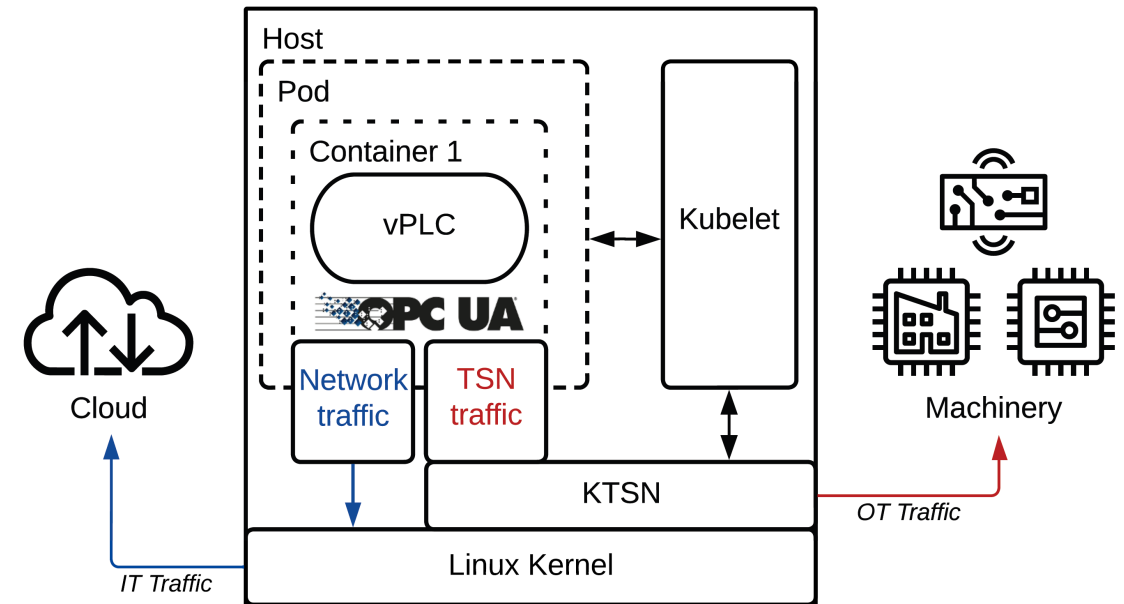 Host
Pod
Container 1
vPLC
OPC UA
Kubelet
Network
traffic
TSN
traffic
Cloud
Machinery
KTSN
OT Traffic
Linux Kernel
IT Traffic